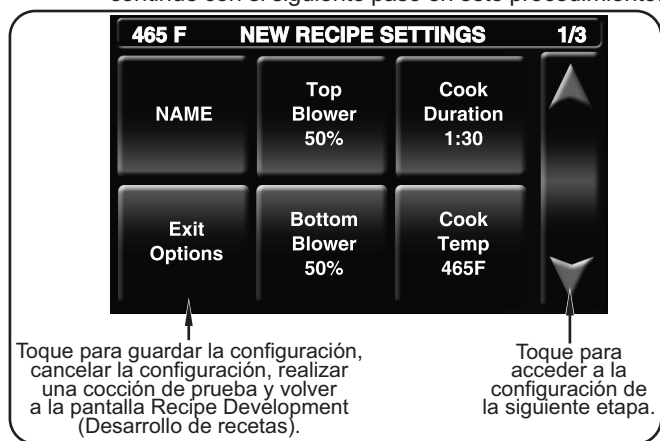 continúe con el siguiente paso en este procedimiento.
465 F NEW RECIPE SETTINGS 1/3
NAME
Top
Blower
50%
Cook
Duration
1:30
Exit
Options
Bottom
Blower
50%
Cook
Temp
465F
Toque para guardar la configuración,
cancelar la configuración, realizar
una cocción de prueba y volver
a la pantalla Recipe Development
(Desarrollo de recetas).
Toque para
acceder a la
configuración de
la siguiente etapa.